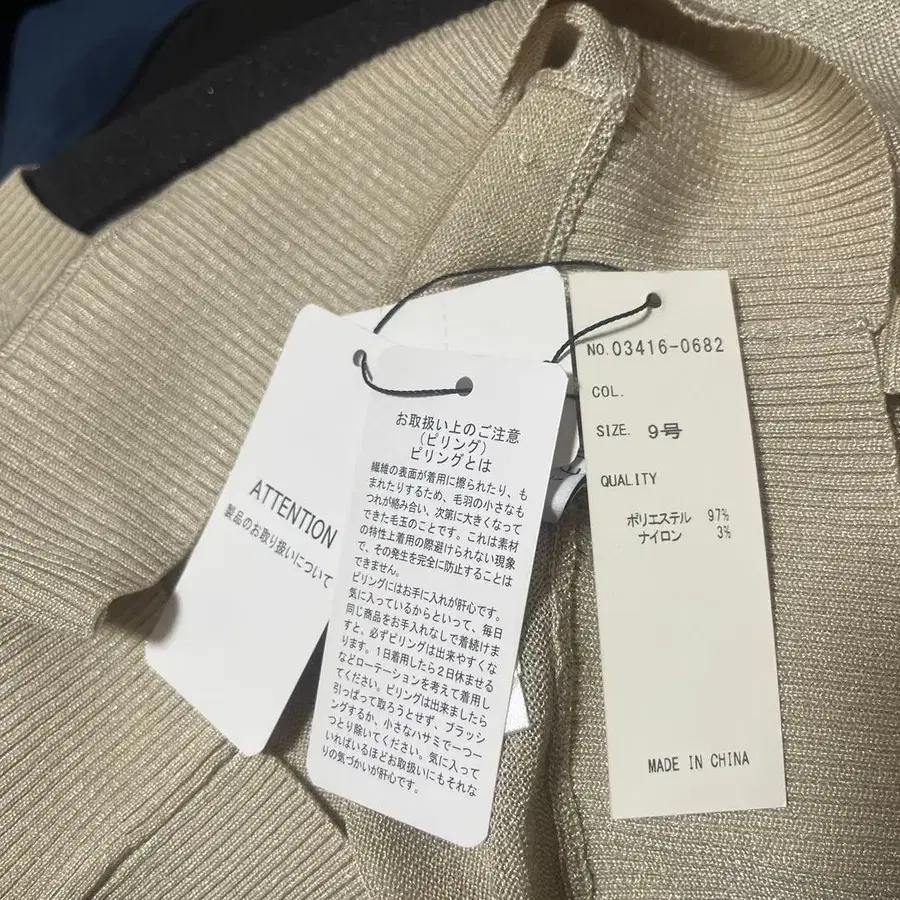 ATTENTION
製品のお取り扱いについて
お取扱い上のご注意
(ピリング)
ピリングとは
繊維の表面が着用に擦られたり、も
まれたりするため、毛羽の小さなも
つれが絡み合い、次第に大きくなって
できた毛玉のことです。これは素材
の特性上着用の際避けられない現象
で、その発生を完全に防止することは
できません。
ピリングにはお手に入れが肝心です。
気に入っているからといって、毎日
同じ商品をお手入れなしで着続けま
すと、必ずピリングは出来やすくな
ります。1日着用したら2日休ませる
などローテーションを考えて着用し
てください。ピリングは出来ましたら
引っぱって取ろうとせず、ブラッシ
ングするか、小さなハサミで一つ一
つとり除いてください。気に入って
いればいるほどお取扱いにもそれな
りの気づかいが肝心です。
NO. 03416-0682
COL.
SIZE. 9号
QUALITY
ポリエステル 97%
ナイロン 3%
MADE IN CHINA